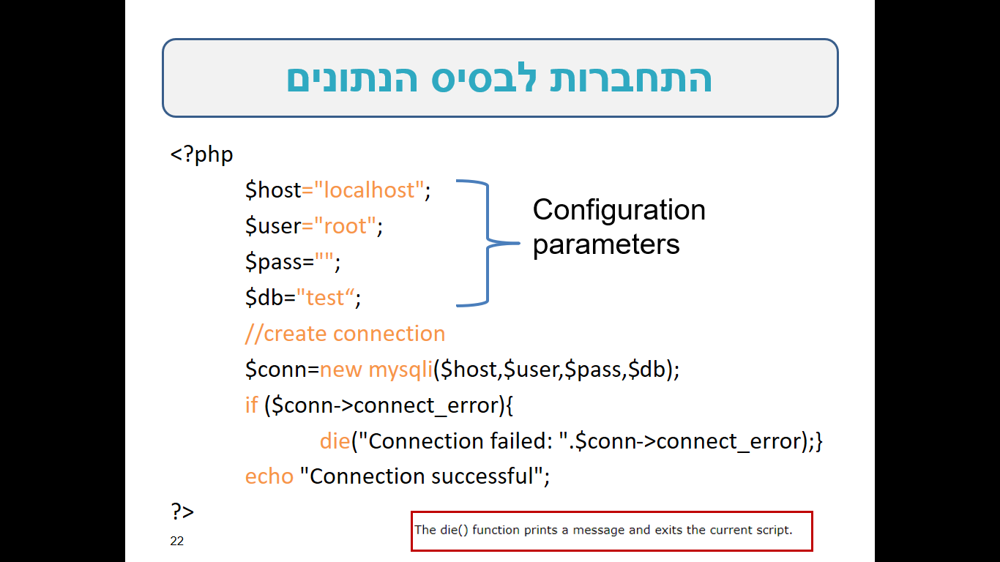 התחברות לבסיס הנתונים
<?php
$host="localhost";
$user="root";
$pass="";
$db="test“;
Configuration
parameters
//create connection
$conn=new mysqli($host,$user,$pass,$db);
if ($conn->connect_error){
die("Connection failed: ".$conn->connect_error);}
echo "Connection successful";
?>
The die() function prints a message and exits the current script.
22